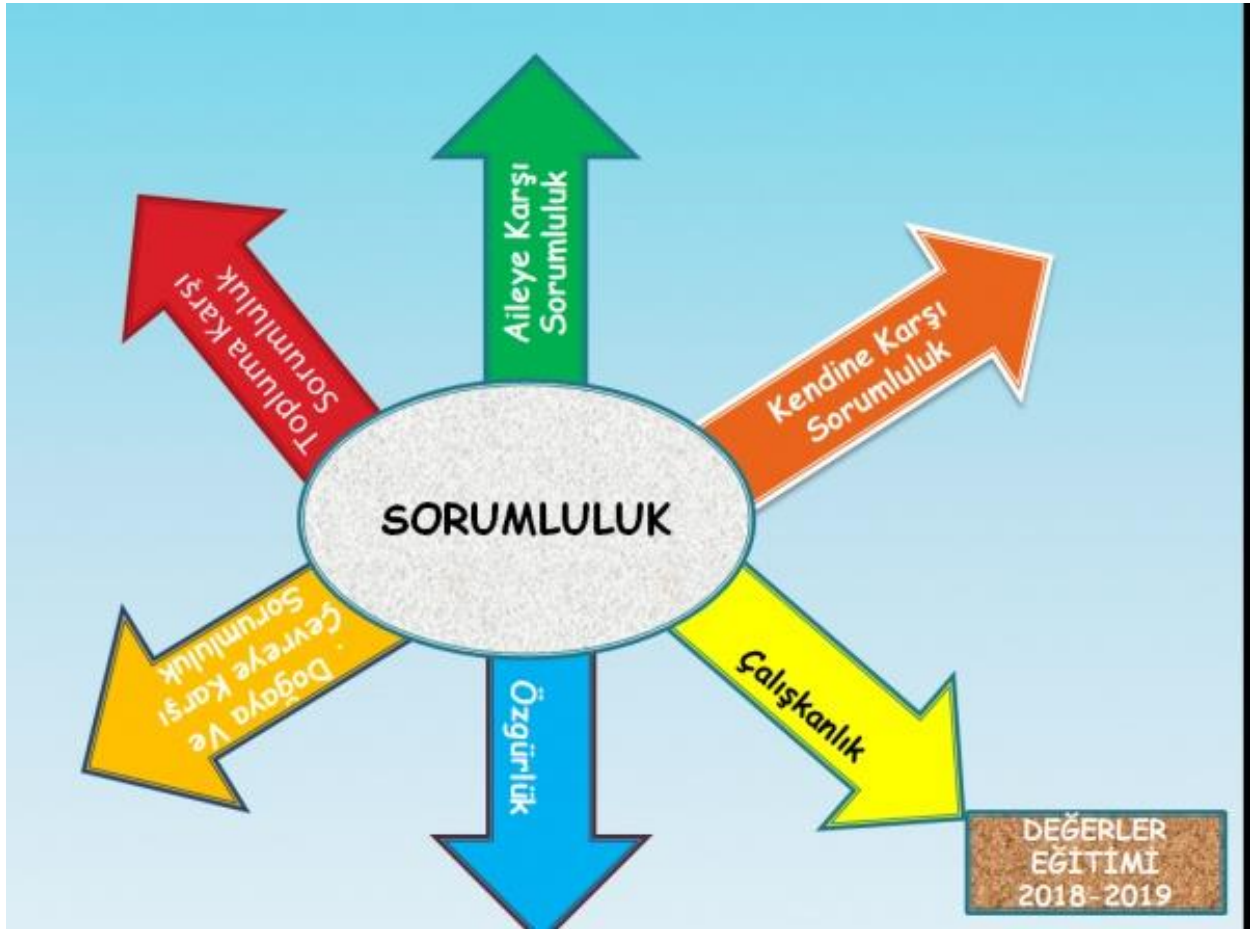 Aileye Karşı
Sorumluluk
Kendine Karşı
Sorumluluk
Çalışkanlık
Özgürlük
Doğaya Ve
Çevreye Karşı
Sorumluluk
Topluma Karşı
Sorumluluk
SORUMLULUK
DEĞERLER
EĞİTİMİ
2018-2019